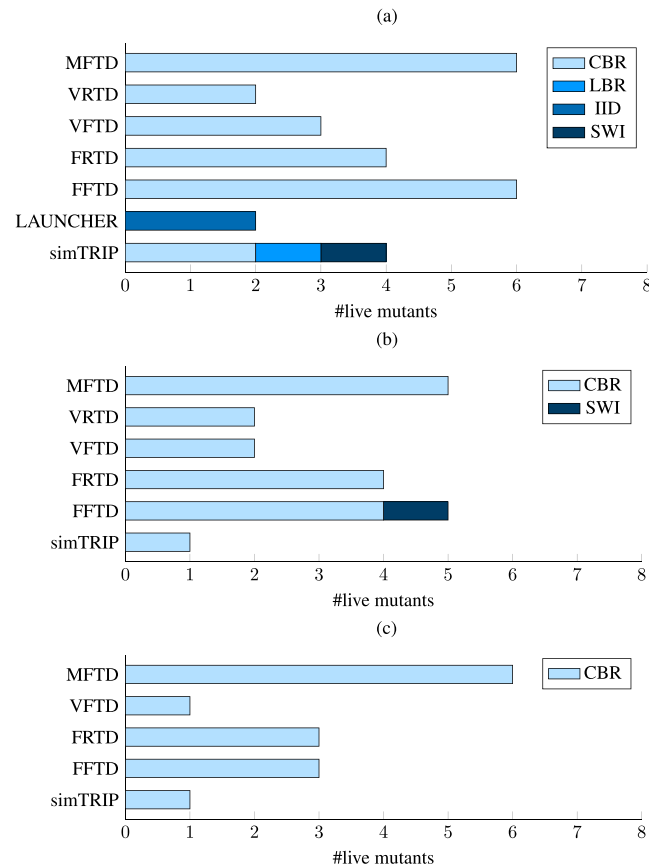 (a)
MFTD
VRTD
VFTD
FRTD
FFTD
LAUNCHER
simTRIP
CBR
LBR
IID
SWI
0 1 2 3 4 5 6 7 8
#live mutants
(b)
MFTD
VRTD
VFTD
FRTD
FFTD
simTRIP
CBR
SWI
0 1 2 3 4 5 6 7 8
#live mutants
(c)
MFTD
VFTD
FRTD
FFTD
simTRIP
CBR
0 1 2 3 4 5 6 7 8
#live mutants